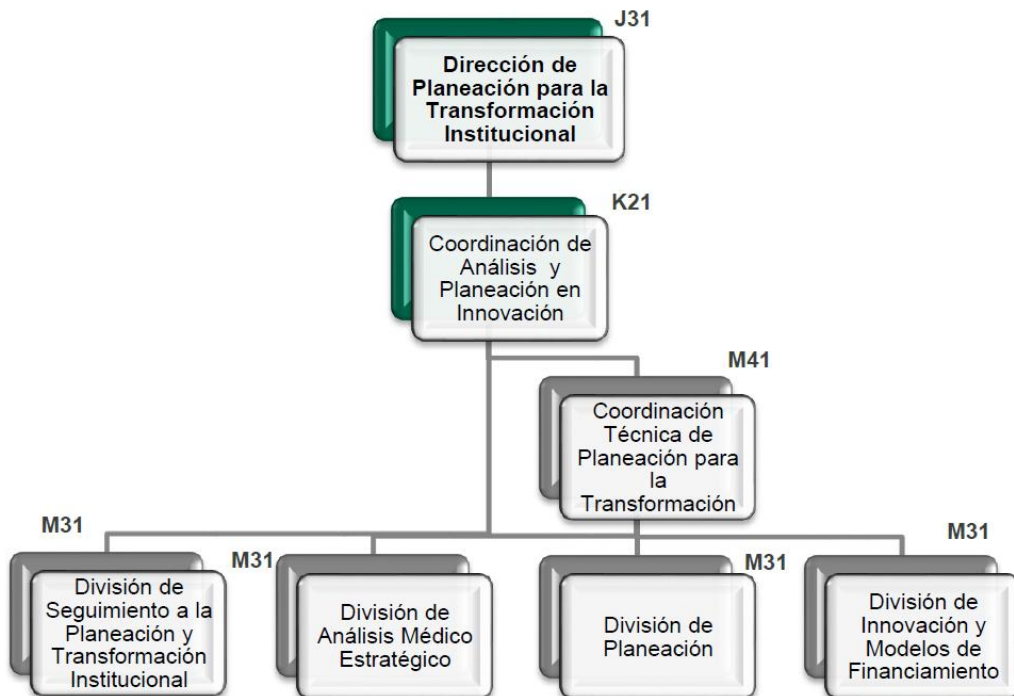 J31
Dirección de
Planeación para la
Transformación
Institucional
K21
Coordinación de
Análisis y
Planeación en
Innovación
M41
Coordinación
Técnica de
Planeación para
la
Transformación
M31
División de
Seguimiento a la
Planeación y
Transformación
Institucional
M31
División de
Análisis Médico
Estratégico
M31
División de
Planeación
M31
División de
Innovación y
Modelos de
Financiamiento